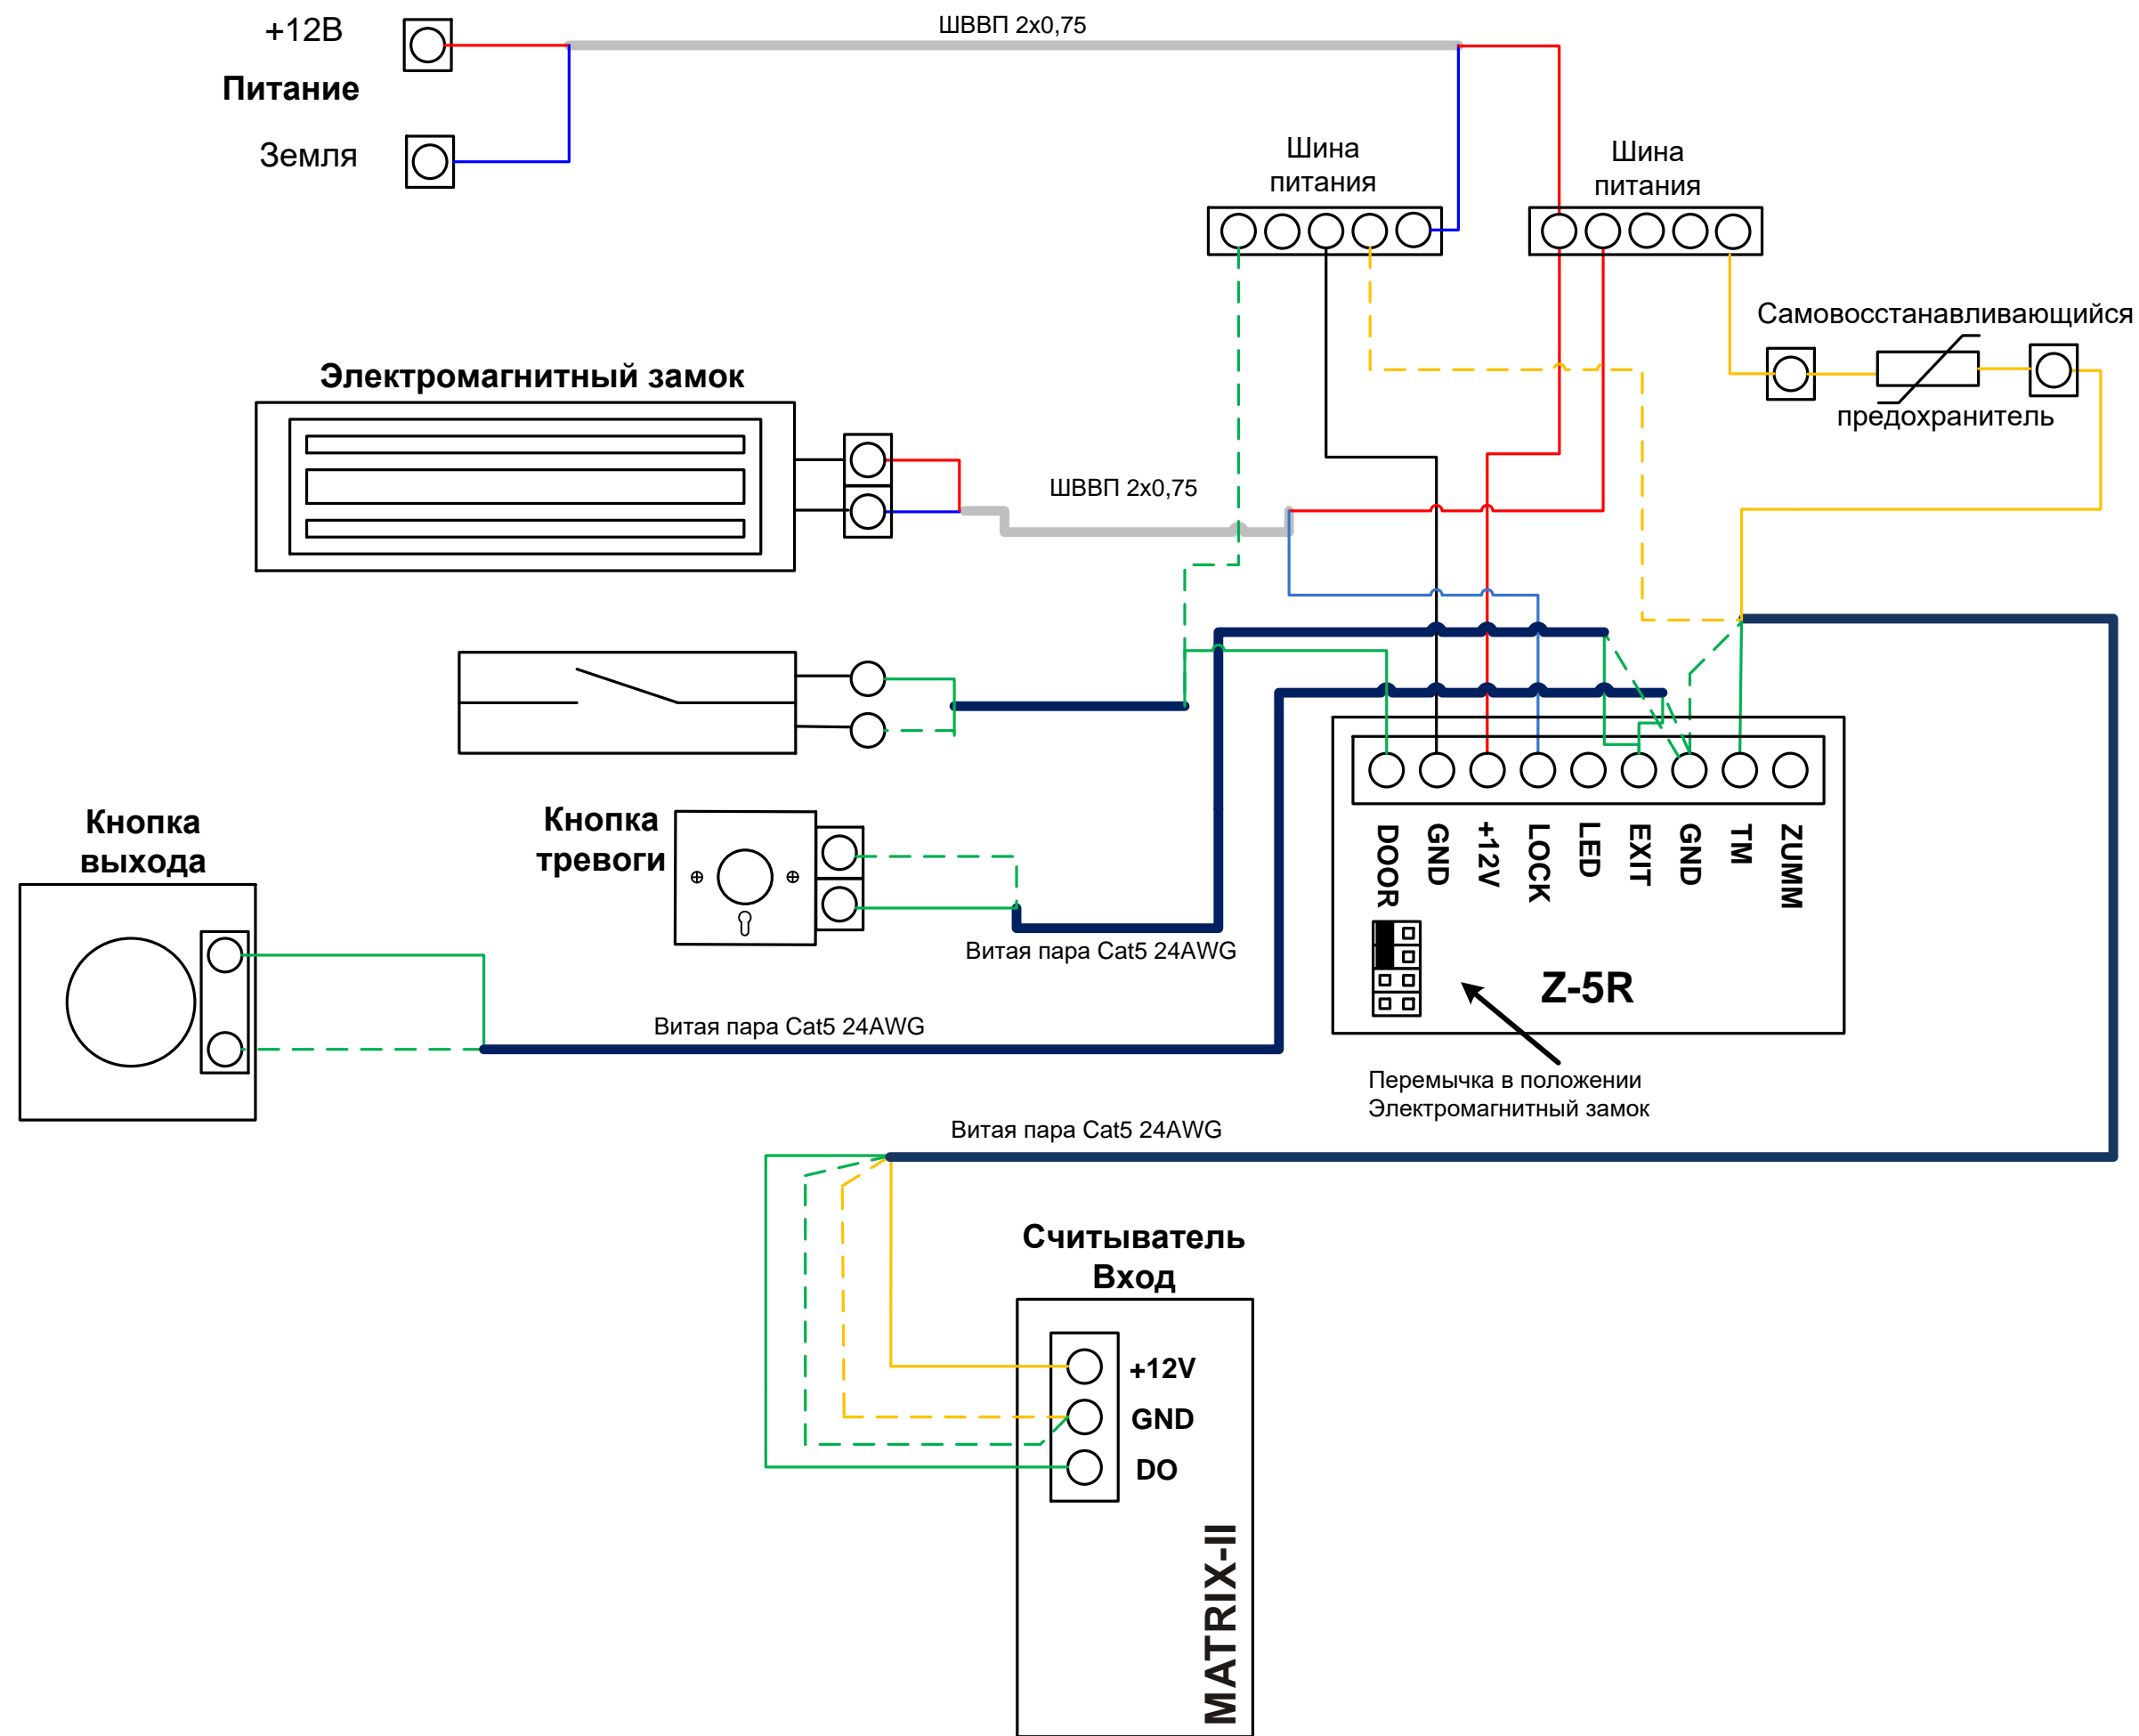 +12В
ШВВП 2х0,75
Питание
Земля
Шина
питания
Шина
питания
Самовосстанавливающийся
предохранитель
Электромагнитный замок
ШВВП 2х0,75
Кнопка
выхода
Кнопка
тревоги
Витая пара Cat5 24AWG
Витая пара Cat5 24AWG
DOOR
GND
+12V
LOCK
LED
EXIT
GND
TM
ZUMM
Z-5R
Перемычка в положении
Электромагнитный замок
Витая пара Cat5 24AWG
Считыватель
Вход
+12V
GND
DO
MATRIX-II